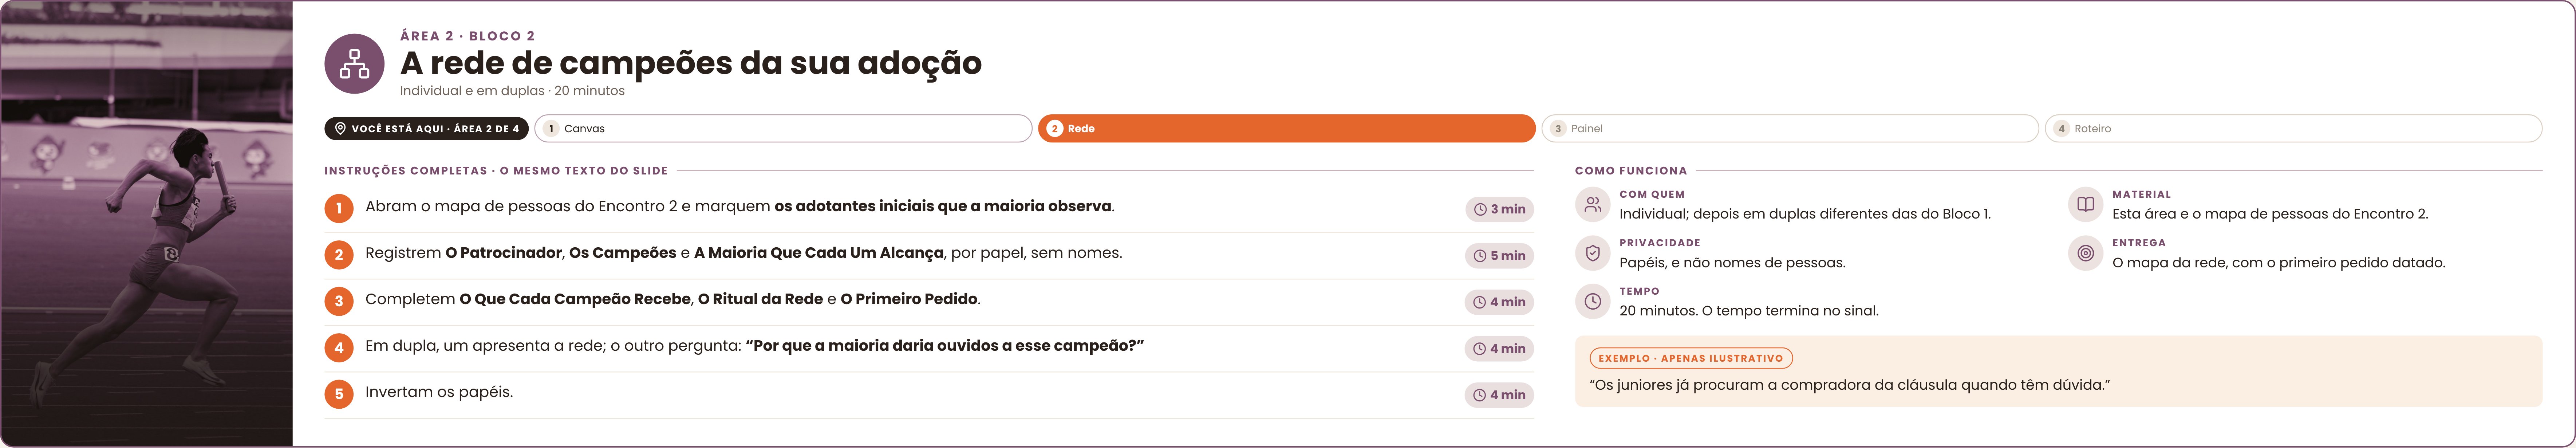 ÁREA 2 · BLOCO 2
A rede de campeões da sua adoção
Individual e em duplas · 20 minutos
VOCÊ ESTÁ AQUI · ÁREA 2 DE 4
1 Canvas
2 Rede
3 Painel
4 Roteiro
INSTRUÇÕES COMPLETAS · O MESMO TEXTO DO SLIDE
1 Abram o mapa de pessoas do Encontro 2 e marquem os adotantes iniciais que a maioria observa. 3 min
2 Registrem O Patrocinador, Os Campeões e A Maioria Que Cada Um Alcança, por papel, sem nomes. 5 min
3 Completem O Que Cada Campeão Recebe, O Ritual da Rede e O Primeiro Pedido. 4 min
4 Em dupla, um apresenta a rede; o outro pergunta: “Por que a maioria daria ouvidos a esse campeão?” 4 min
5 Invertam os papéis. 4 min
COMO FUNCIONA
COM QUEM
Individual; depois em duplas diferentes das do Bloco 1.
MATERIAL
Esta área e o mapa de pessoas do Encontro 2.
PRIVACIDADE
Papéis, e não nomes de pessoas.
ENTREGA
O mapa da rede, com o primeiro pedido datado.
TEMPO
20 minutos. O tempo termina no sinal.
EXEMPLO · APENAS ILUSTRATIVO
“Os juniores já procuram a compradora da cláusula quando têm dúvida.”